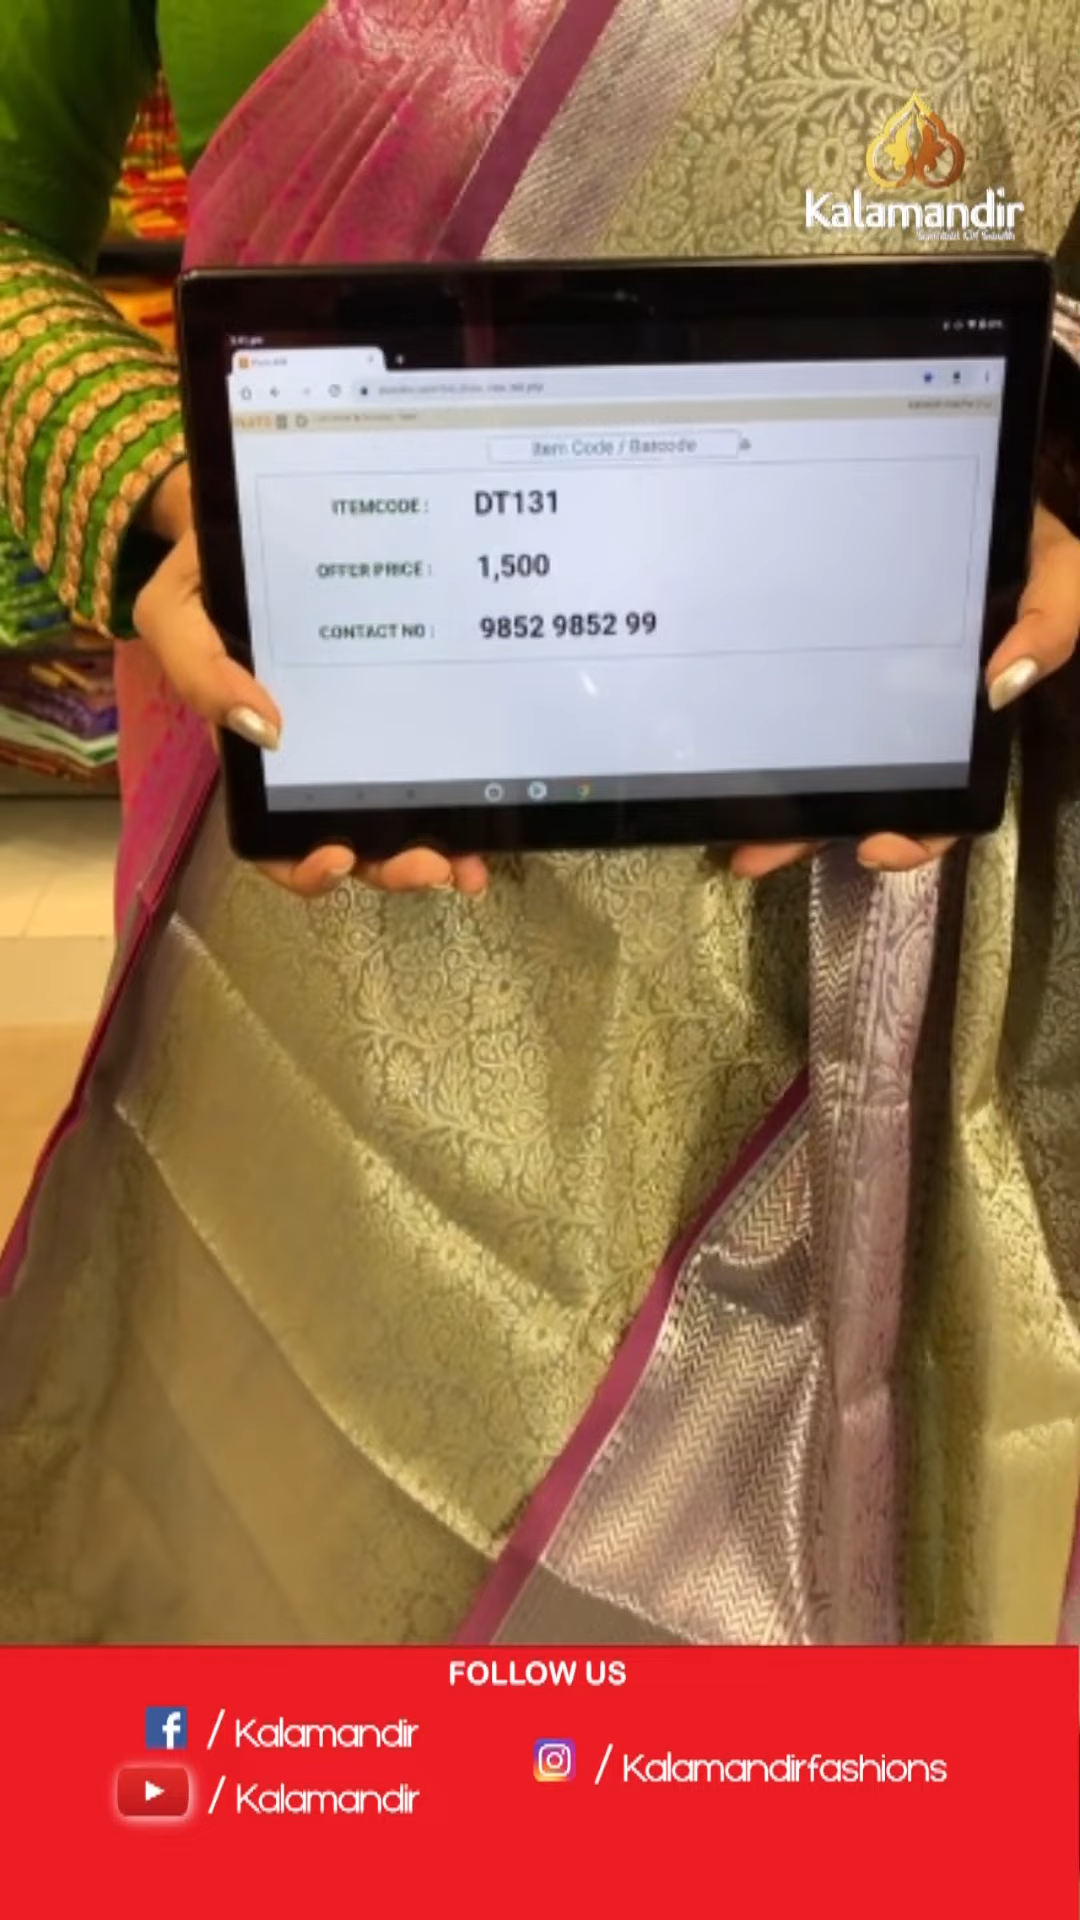 Kalamandir
Item Code / Barcode
ITEMCODE : DT131
OFFER PRICE : 1,500
CONTACT NO : 9852 9852 99
FOLLOW US
/ Kalamandir
/ Kalamandir
/ Kalamandirfashions